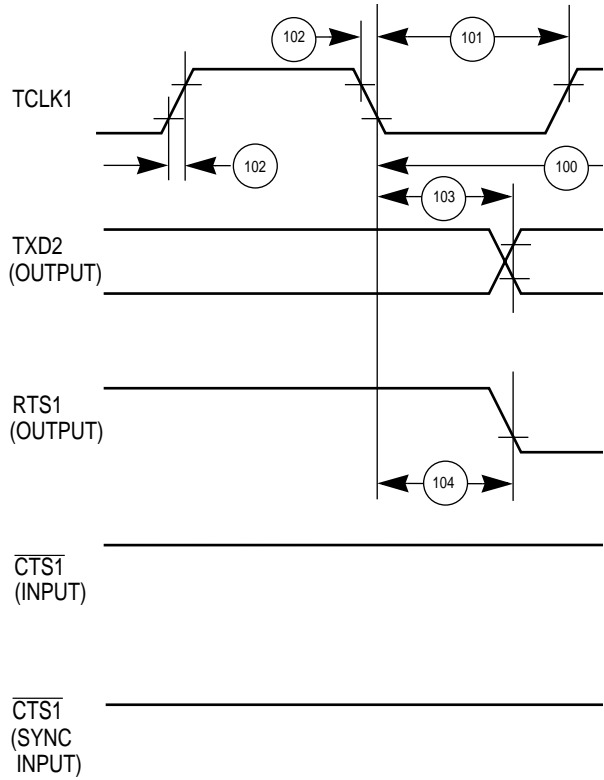 102
101
TCLK1
102
100
103
TXD2
(OUTPUT)
RTS1
(OUTPUT)
104
CTS1
(INPUT)
CTS1
(SYNC
INPUT)